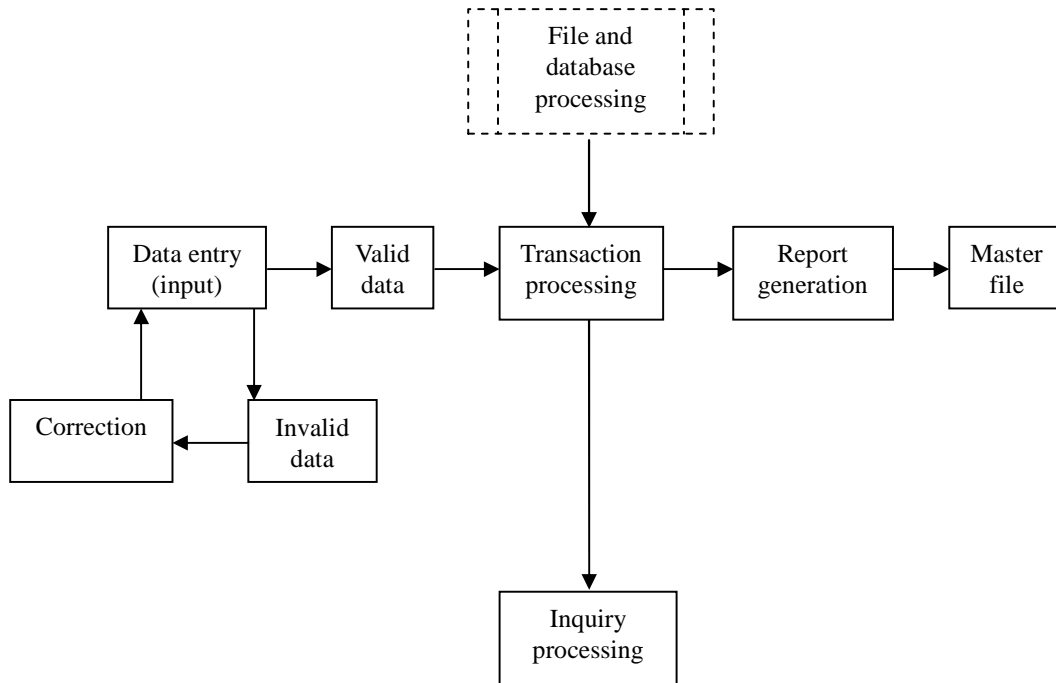 File and
database
processing
Data entry
(input)
Valid
data
Transaction
processing
Report
generation
Master
file
Correction
Invalid
data
Inquiry
processing